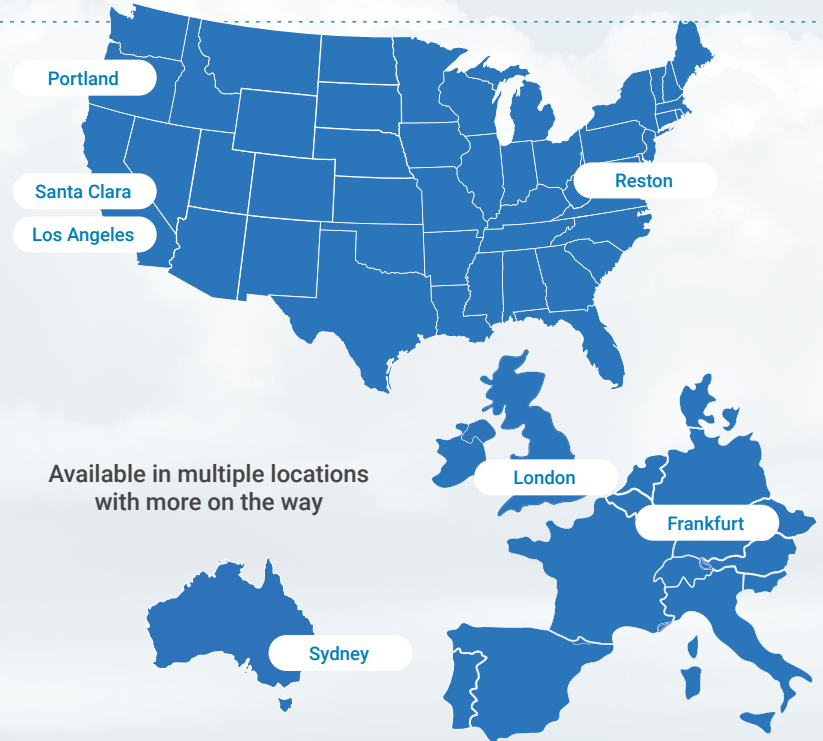 Portland
Santa Clara
Los Angeles
Reston
Available in multiple locations
with more on the way
London
Frankfurt
Sydney